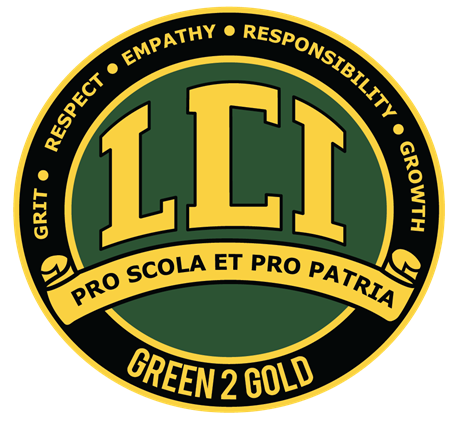 GRIT • RESPECT • EMPATHY • RESPONSIBILITY • GROWTH
LCI
PRO SCOLA ET PRO PATRIA
GREEN 2 GOLD